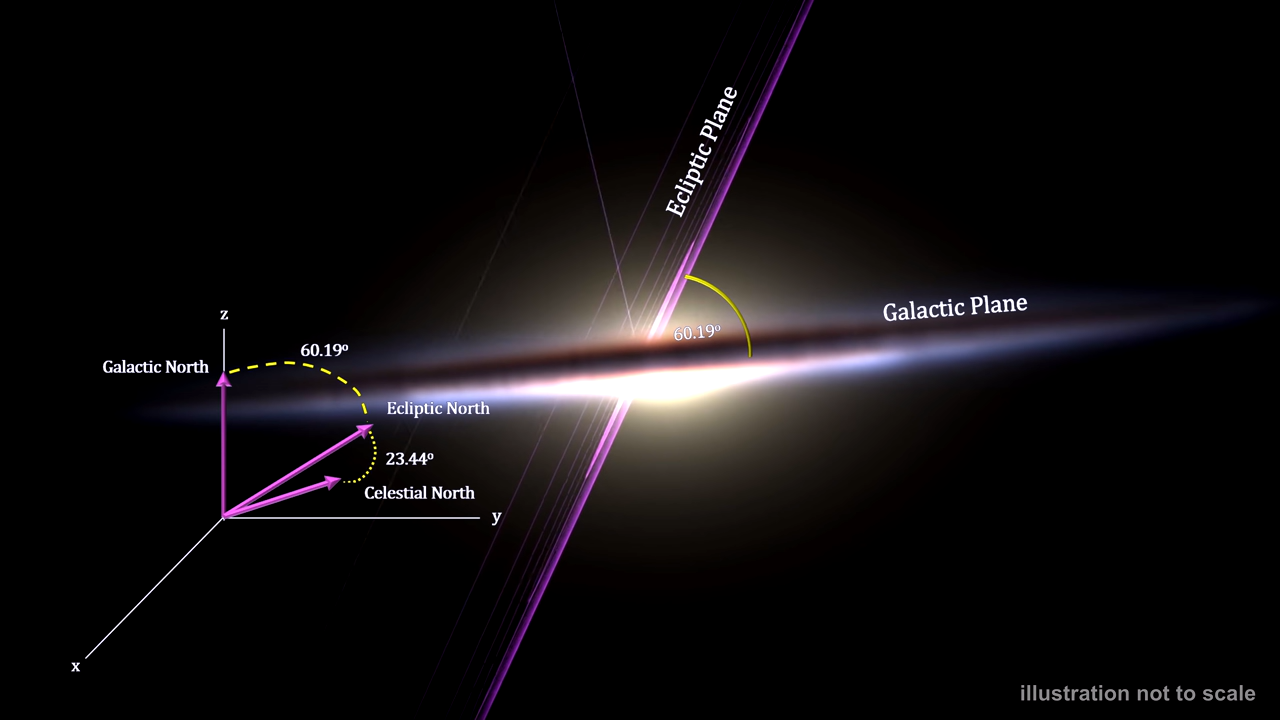 Ecliptic Plane
Galactic Plane
60.19º
z
Galactic North
60.19º
Ecliptic North
23.44º
Celestial North
y
x
illustration not to scale